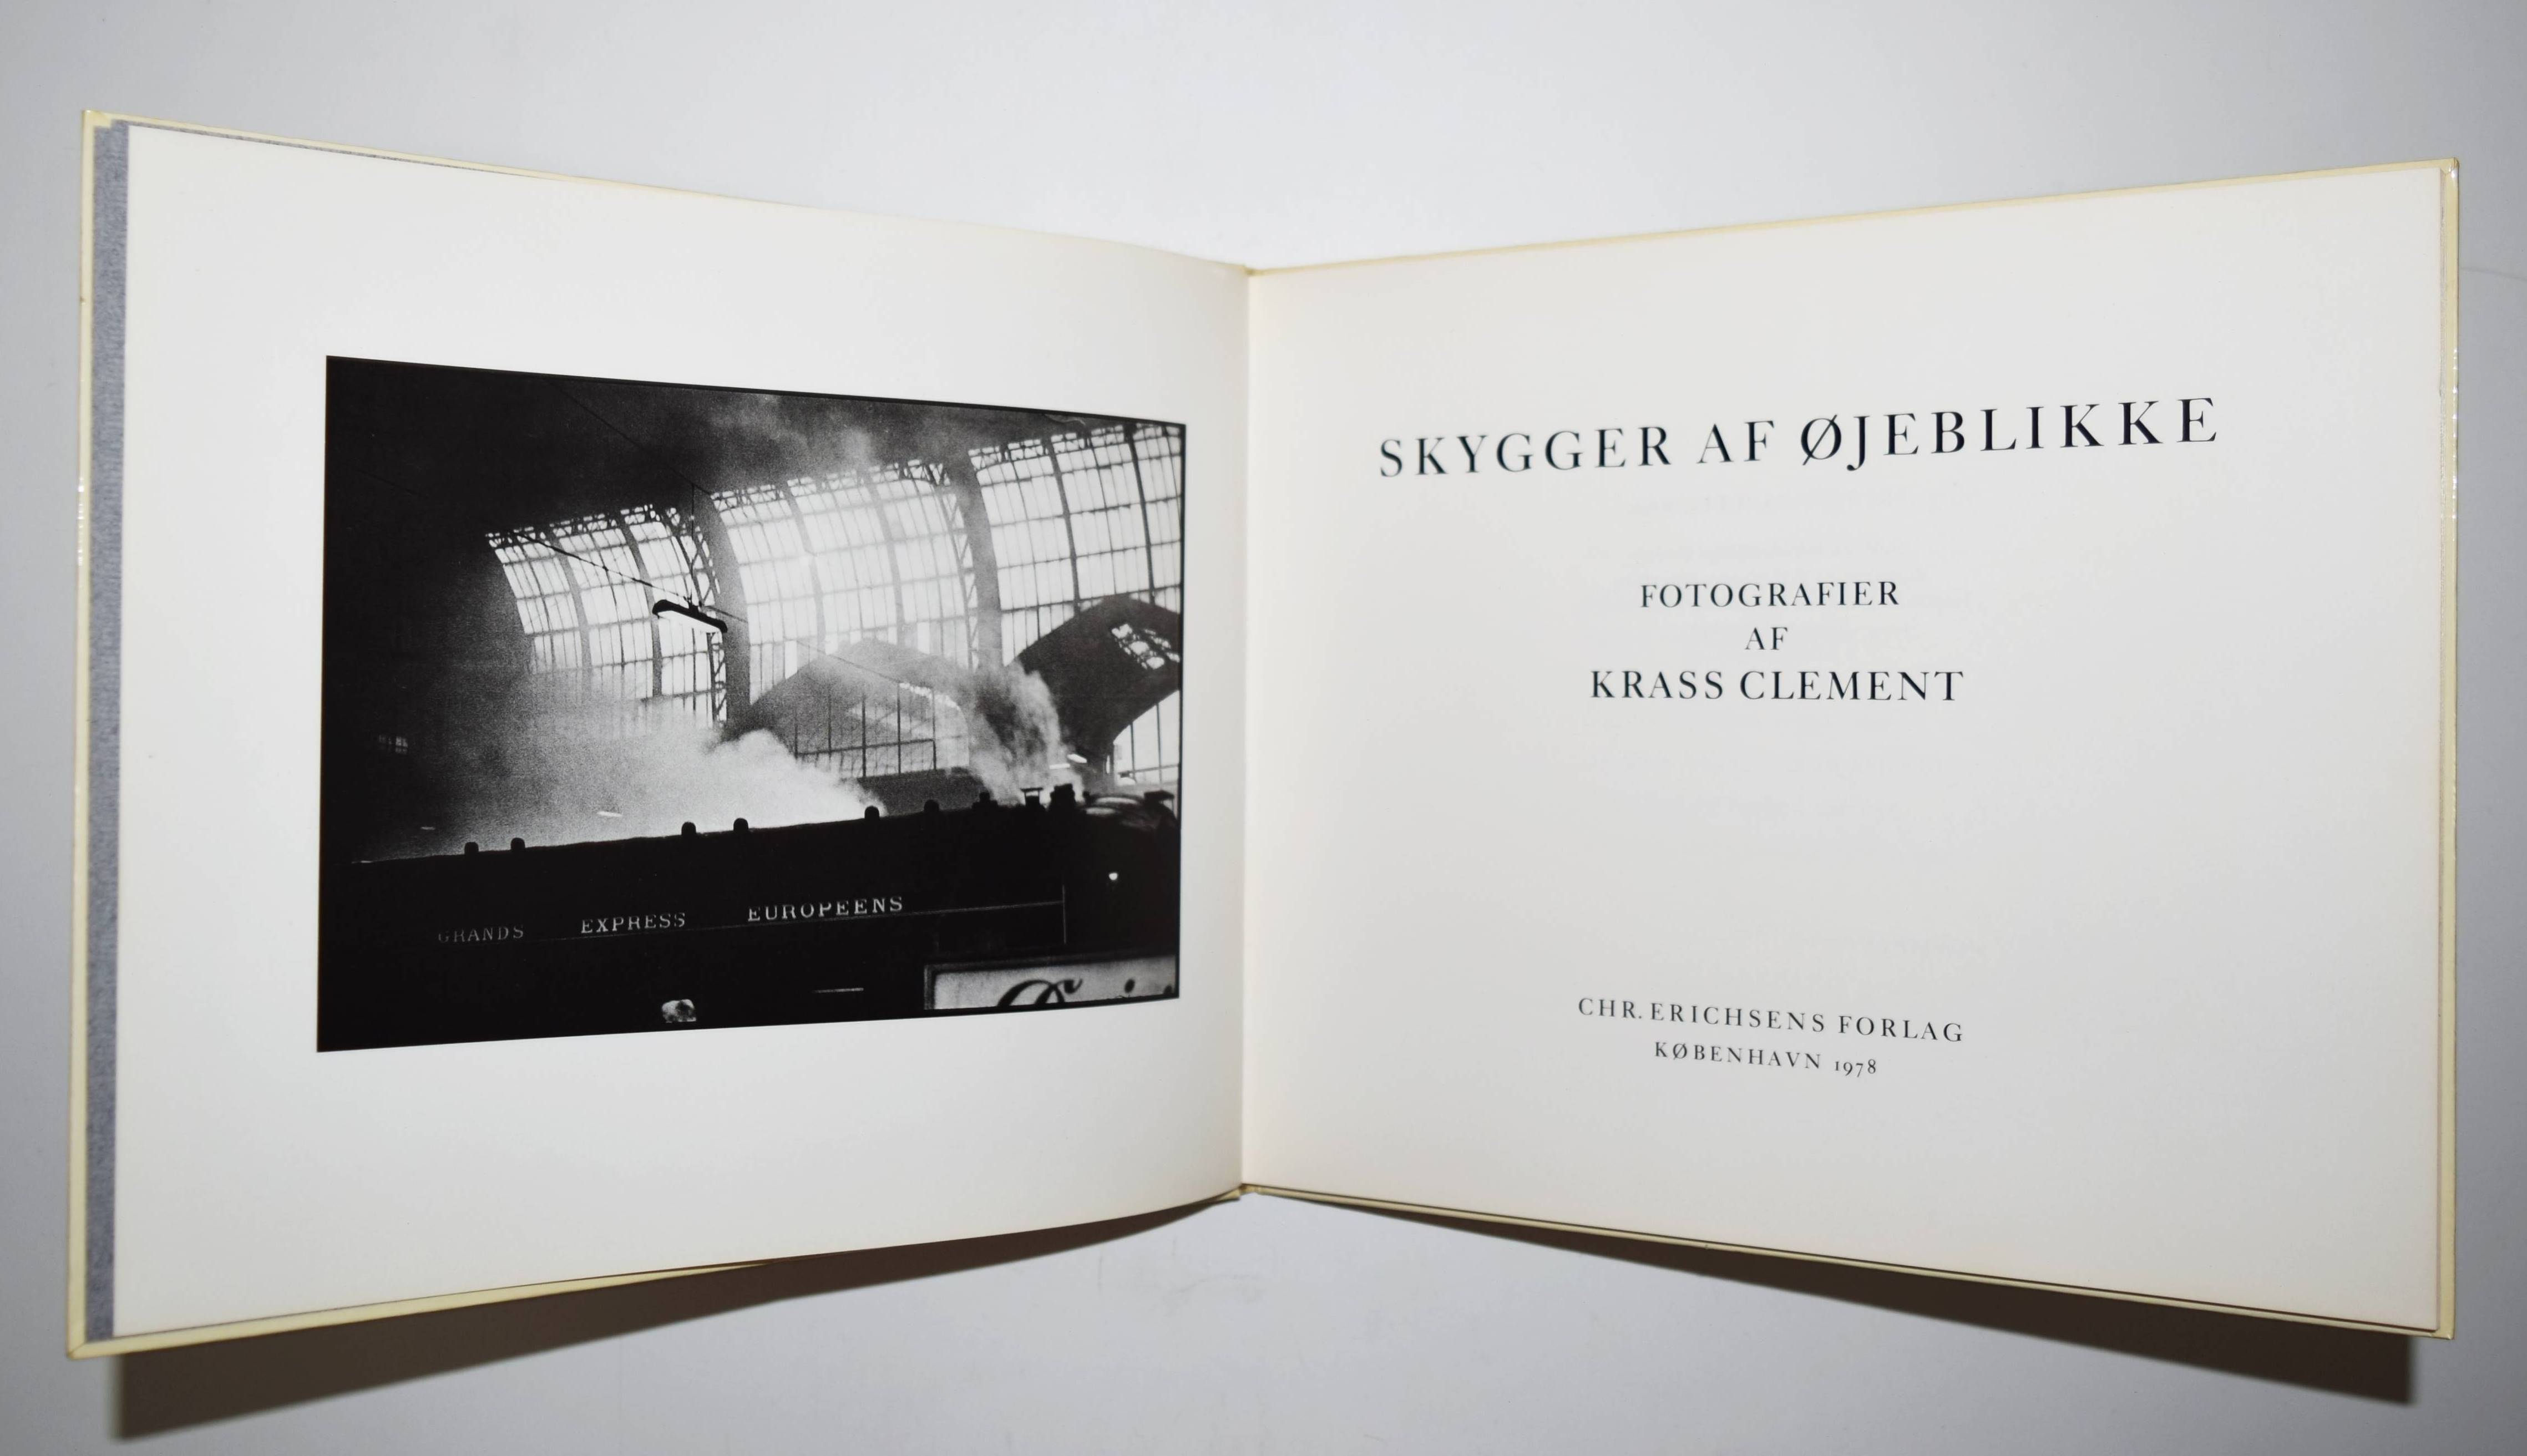 GRANDS EXPRESS EUROPEENS
SKYGGER AF ØJEBLIKKE
FOTOGRAFIER
AF
KRASS CLEMENT
CHR. ERICHSENS FORLAG
KØBENHAVN 1978